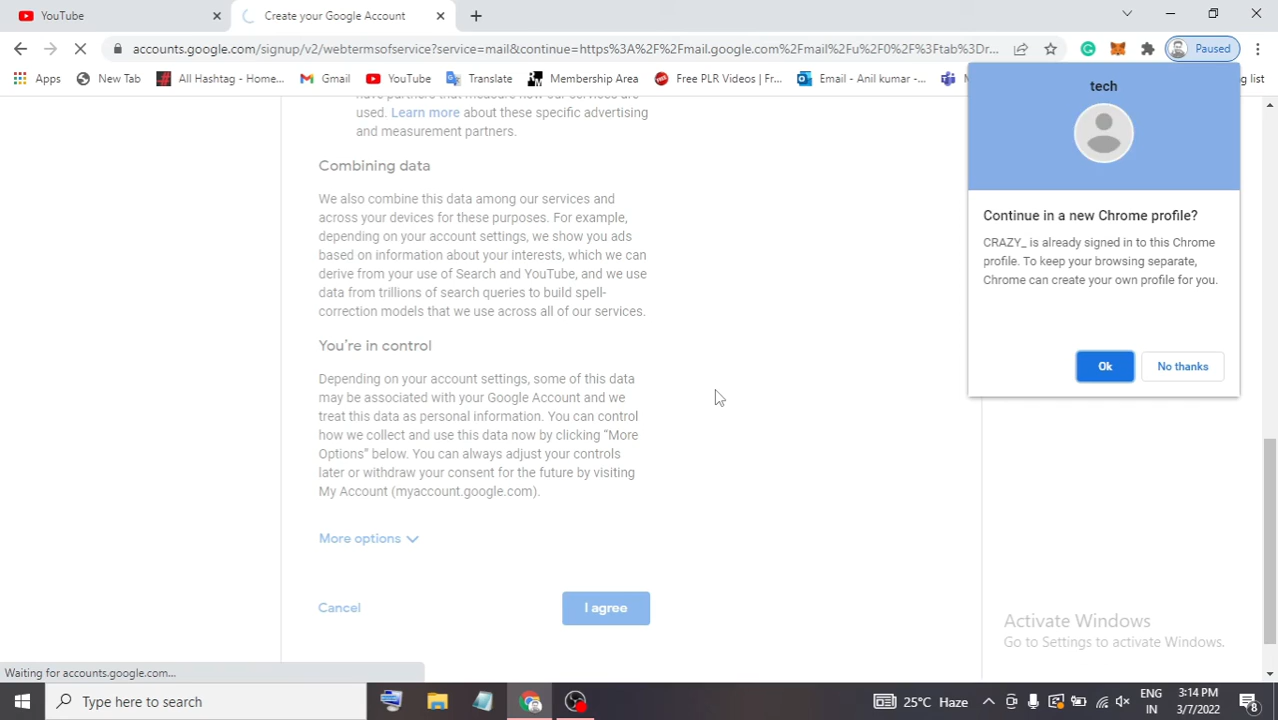 YouTube
Create your Google Account
accounts.google.com/signup/v2/webtermsofservice?service=mail&continue=https%3A%2F%2Fmail.google.com%2Fmail%2Fu%2F0%2F%3Ftab%3Dr...
Paused
Apps
New Tab
All Hashtag - Home...
Gmail
YouTube
Translate
Membership Area
Free PLR Videos | Fr...
Email - Anil kumar -...
ng list
have partners that measure how our services are
used. Learn more about these specific advertising
and measurement partners.
Combining data
We also combine this data among our services and
across your devices for these purposes. For example,
depending on your account settings, we show you ads
based on information about your interests, which we can
derive from your use of Search and YouTube, and we use
data from trillions of search queries to build spell-
correction models that we use across all of our services.
You're in control
Depending on your account settings, some of this data
may be associated with your Google Account and we
treat this data as personal information. You can control
how we collect and use this data now by clicking “More
Options” below. You can always adjust your controls
later or withdraw your consent for the future by visiting
My Account (myaccount.google.com).
More options
Cancel
I agree
tech
Continue in a new Chrome profile?
CRAZY_ is already signed in to this Chrome
profile. To keep your browsing separate,
Chrome can create your own profile for you.
Ok
No thanks
Activate Windows
Go to Settings to activate Windows.
Waiting for accounts.google.com...
Type here to search
25°C Haze
ENG
IN
3:14 PM
3/7/2022
8